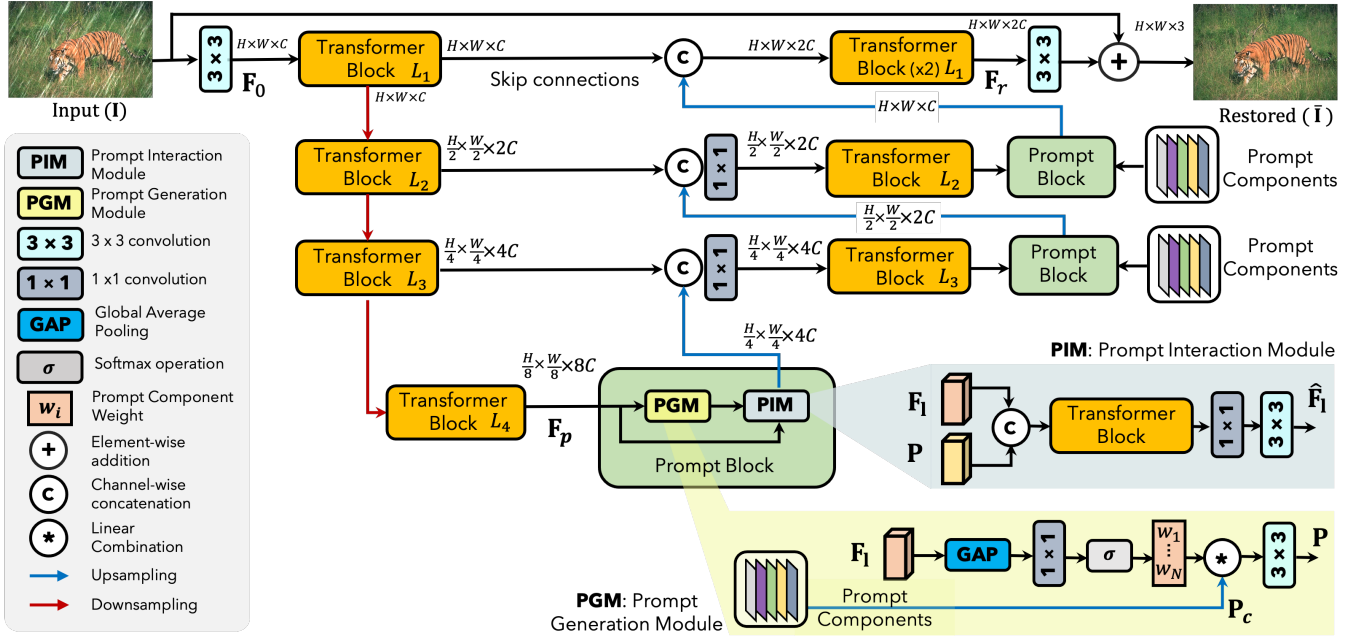 Input (I)
3 × 3
H×W×C
F₀
Transformer
Block L₁
H×W×C
H×W×C
Skip connections
C
H×W×2C
Transformer
Block (x2) L₁
H×W×2C
Fᵣ
3 × 3
+
H×W×3
Restored ( Ī )
H×W×C
PIM
Prompt Interaction
Module
PGM
Prompt Generation
Module
3 × 3
3 x 3 convolution
1 × 1
1 x1 convolution
GAP
Global Average
Pooling
σ
Softmax operation
wᵢ
Prompt Component
Weight
+
Element-wise
addition
C
Channel-wise
concatenation
*
Linear
Combination
Upsampling
Downsampling
Transformer
Block L₂
H/2 × W/2 ×2C
C
1 × 1
H/2 × W/2 ×2C
Transformer
Block L₂
Prompt
Block
Prompt
Components
H/2 × W/2 ×2C
Transformer
Block L₃
H/4 × W/4 ×4C
C
1 × 1
H/4 × W/4 ×4C
Transformer
Block L₃
Prompt
Block
Prompt
Components
H/4 × W/4 ×4C
Transformer
Block L₄
H/8 × W/8 ×8C
Fₚ
PGM
PIM
Prompt Block
PIM: Prompt Interaction Module
Fₗ
P
C
Transformer
Block
1 × 1
3 × 3
F̂ₗ
PGM: Prompt
Generation Module
Fₗ
GAP
1 × 1
σ
w₁
⋮
w_N
*
3 × 3
P
Prompt
Components
P_c